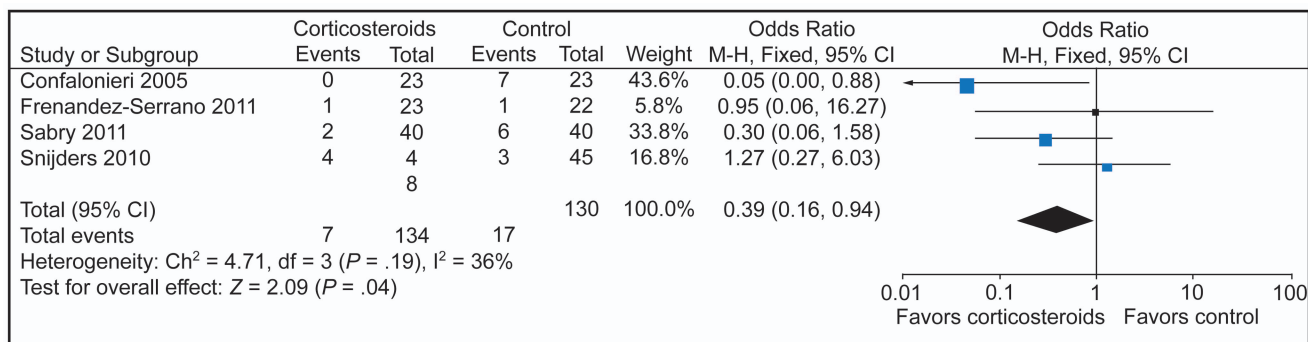 Corticosteroids Control Odds Ratio Odds Ratio
Study or Subgroup Events Total Events Total Weight M-H, Fixed, 95% CI M-H, Fixed, 95% CI
Confalonieri 2005 0 23 7 23 43.6% 0.05 (0.00, 0.88)
Frenandez-Serrano 2011 1 23 1 22 5.8% 0.95 (0.06, 16.27)
Sabry 2011 2 40 6 40 33.8% 0.30 (0.06, 1.58)
Snijders 2010 4 4 3 45 16.8% 1.27 (0.27, 6.03)
8
Total (95% CI) 130 100.0% 0.39 (0.16, 0.94)
Total events 7 134 17
Heterogeneity: Ch² = 4.71, df = 3 (P = .19), I² = 36%
Test for overall effect: Z = 2.09 (P = .04)
0.01 0.1 1 10 100
Favors corticosteroids Favors control